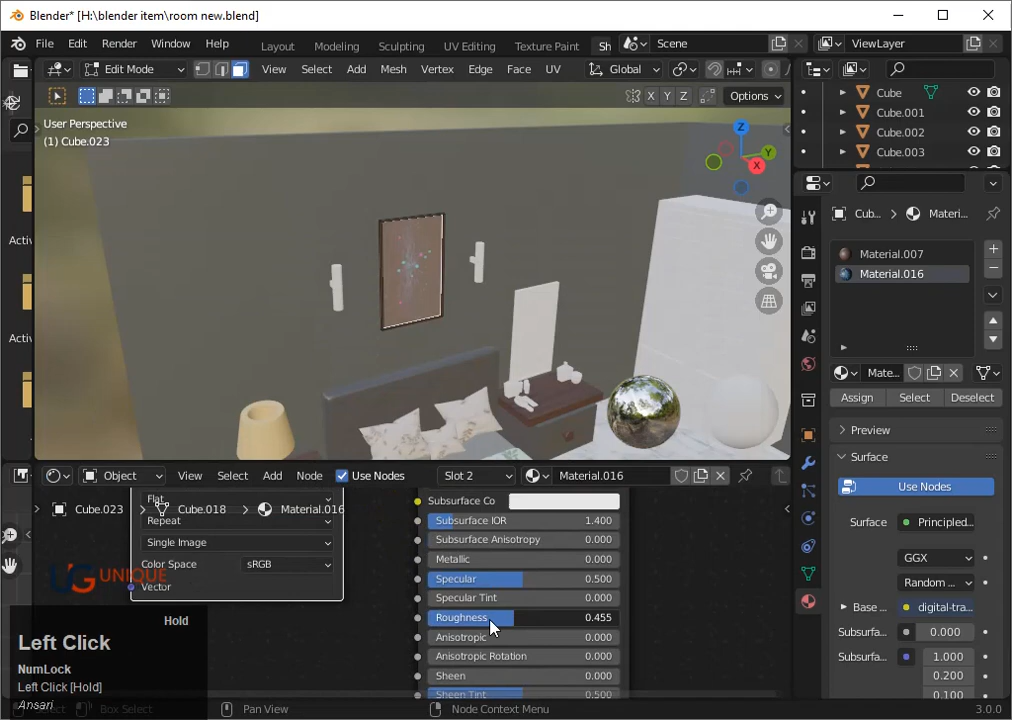 Blender* [H:\blender item\room new.blend]
File Edit Render Window Help Layout Modeling Sculpting UV Editing Texture Paint Sh Scene ViewLayer
Edit Mode View Select Add Mesh Vertex Edge Face UV Global
X Y Z Options
User Perspective
(1) Cube.023
Z
Y
X
Cube
Cube.001
Cube.002
Cube.003
Cub... Materi...
Material.007
Material.016
Mate...
Assign Select Deselect
Preview
Surface
Use Nodes
Surface Principled...
GGX
Random ...
Base ... digital-tra...
Subsurfa... 0.000
Subsurfa... 1.000
0.200
0.100
Activ
Activ
Object View Select Add Node Use Nodes Slot 2 Material.016
Cube.023 Cube.018 Material.016
Flat
Repeat
Single Image
Color Space sRGB
Vector
Subsurface Co
Subsurface IOR 1.400
Subsurface Anisotropy 0.000
Metallic 0.000
Specular 0.500
Specular Tint 0.000
Roughness 0.455
Anisotropic 0.000
Anisotropic Rotation 0.000
Sheen 0.000
Sheen Tint 0.500
UG UNIQUE
Hold
Left Click
NumLock
Left Click [Hold]
Ansari
Select Box Select Pan View Node Context Menu 3.0.0